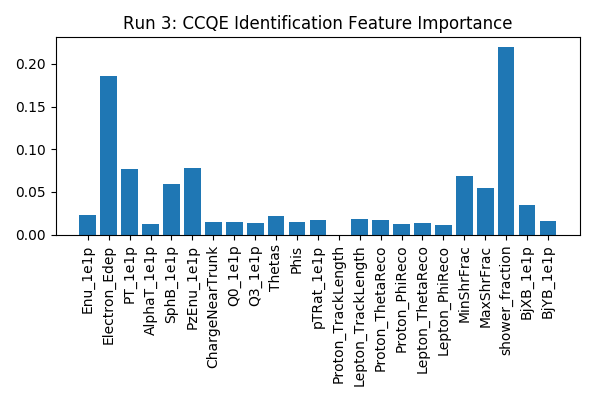 Run 3: CCQE Identification Feature Importance
0.20
0.15
0.10
0.05
0.00
Enu_1e1p
Electron_Edep
PT_1e1p
AlphaT_1e1p
SphB_1e1p
PzEnu_1e1p
ChargeNearTrunk
Q0_1e1p
Q3_1e1p
Thetas
Phis
pTRat_1e1p
Proton_TrackLength
Lepton_TrackLength
Proton_ThetaReco
Proton_PhiReco
Lepton_ThetaReco
Lepton_PhiReco
MinShrFrac
MaxShrFrac
shower_fraction
BjXB_1e1p
BjYB_1e1p